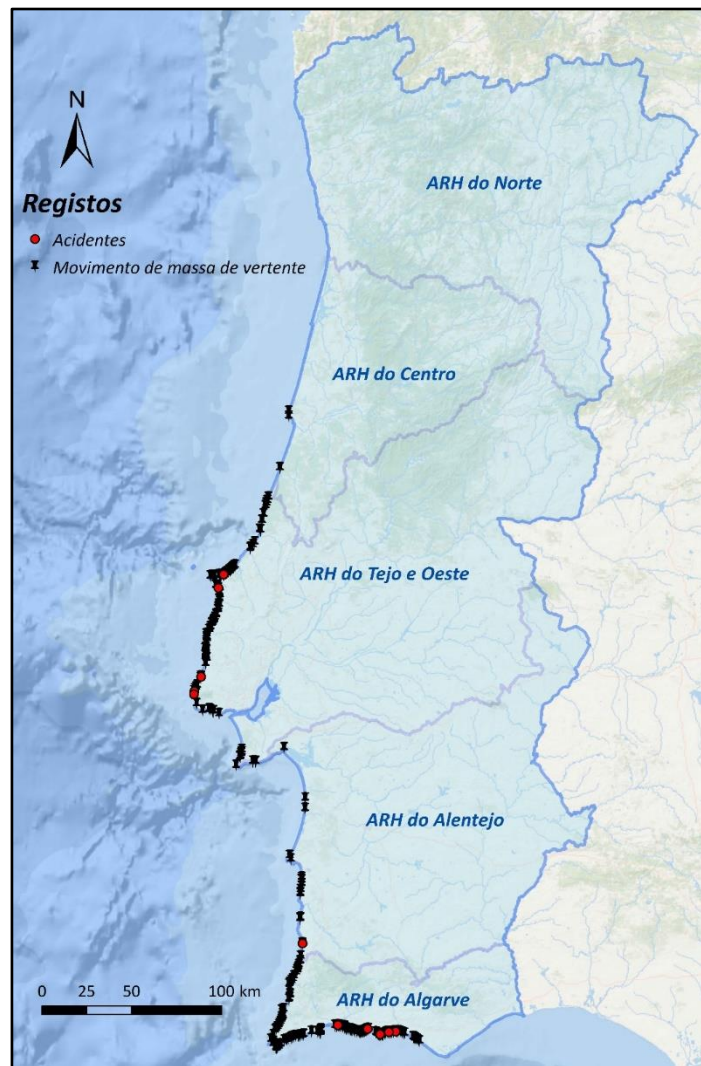 N
Registos
Acidentes
Movimento de massa de vertente
ARH do Norte
ARH do Centro
ARH do Tejo e Oeste
ARH do Alentejo
ARH do Algarve
0 25 50 100 km